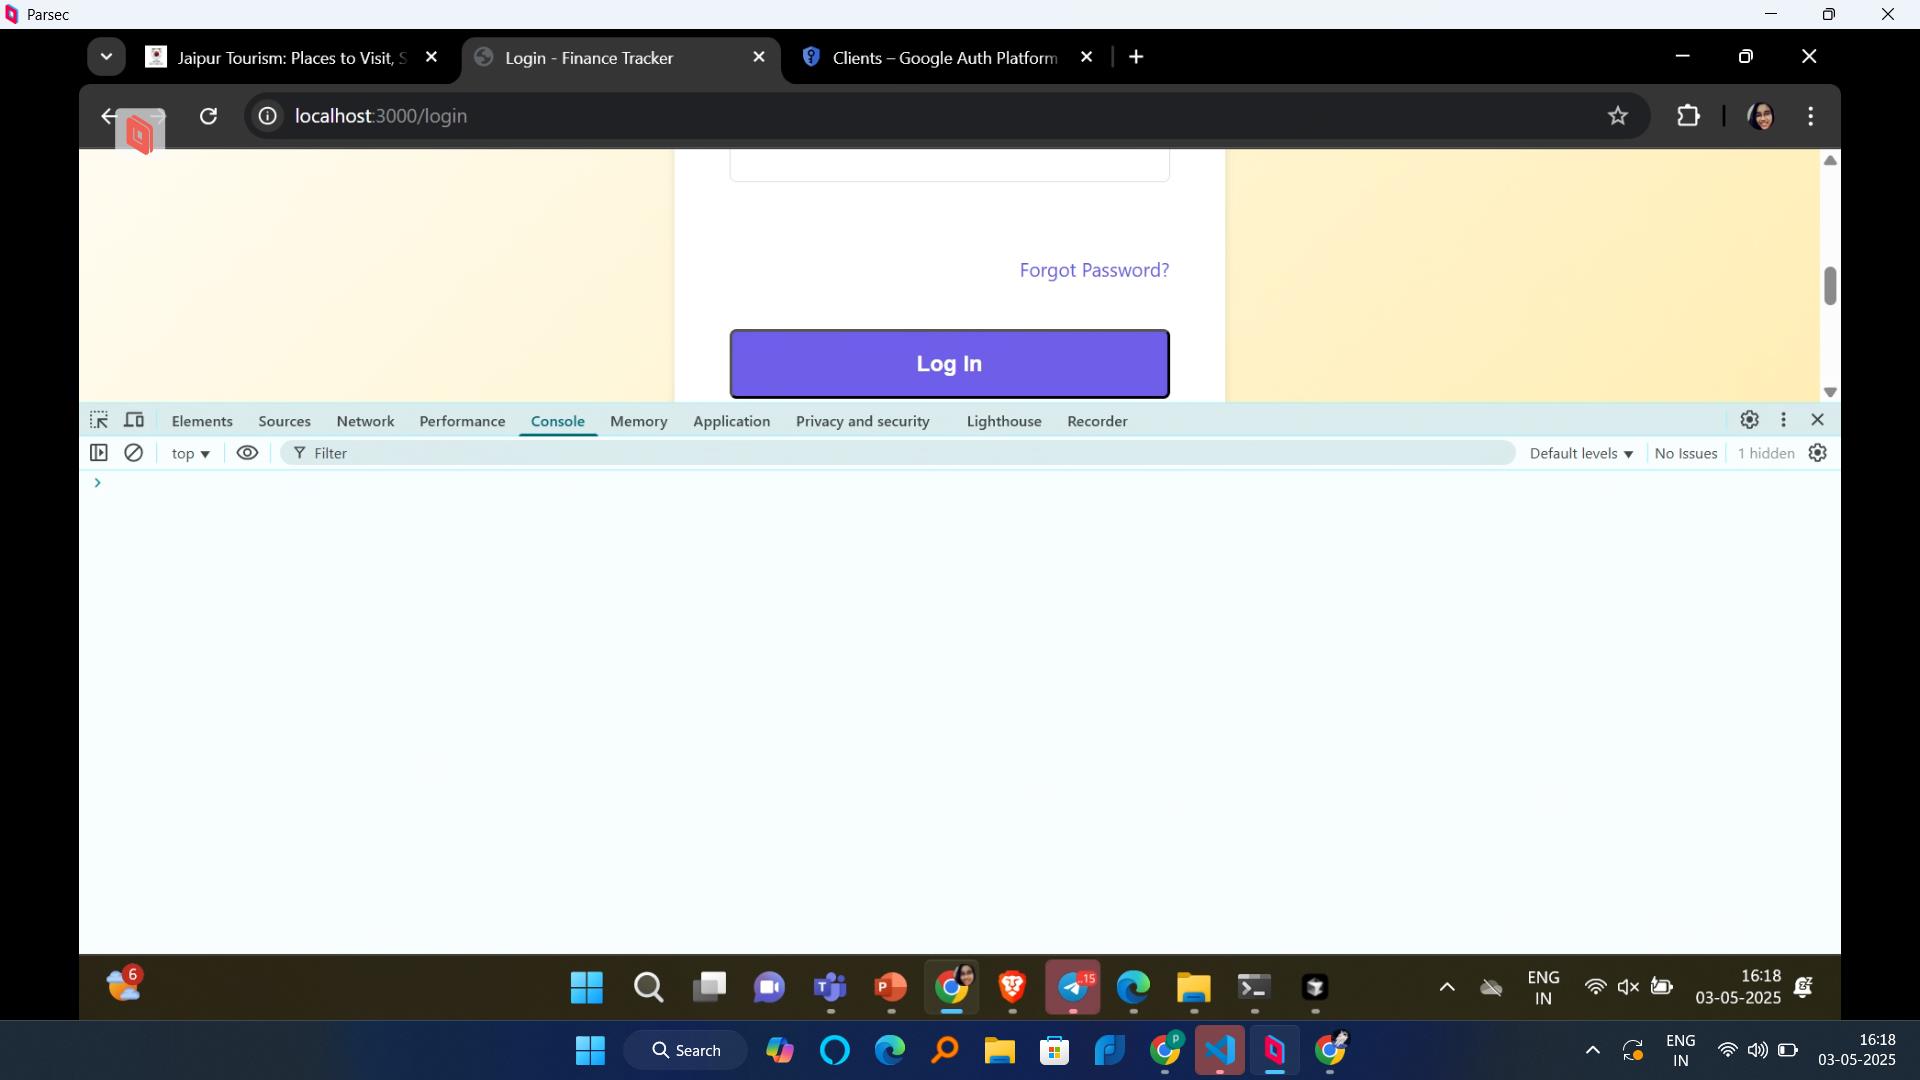 Parsec
Jaipur Tourism: Places to Visit, S
Login - Finance Tracker
Clients – Google Auth Platform
localhost:3000/login
Forgot Password?
Log In
Elements
Sources
Network
Performance
Console
Memory
Application
Privacy and security
Lighthouse
Recorder
top
Filter
Default levels
No Issues
1 hidden
6
15
ENG
IN
16:18
03-05-2025
Search
P
ENG
IN
16:18
03-05-2025